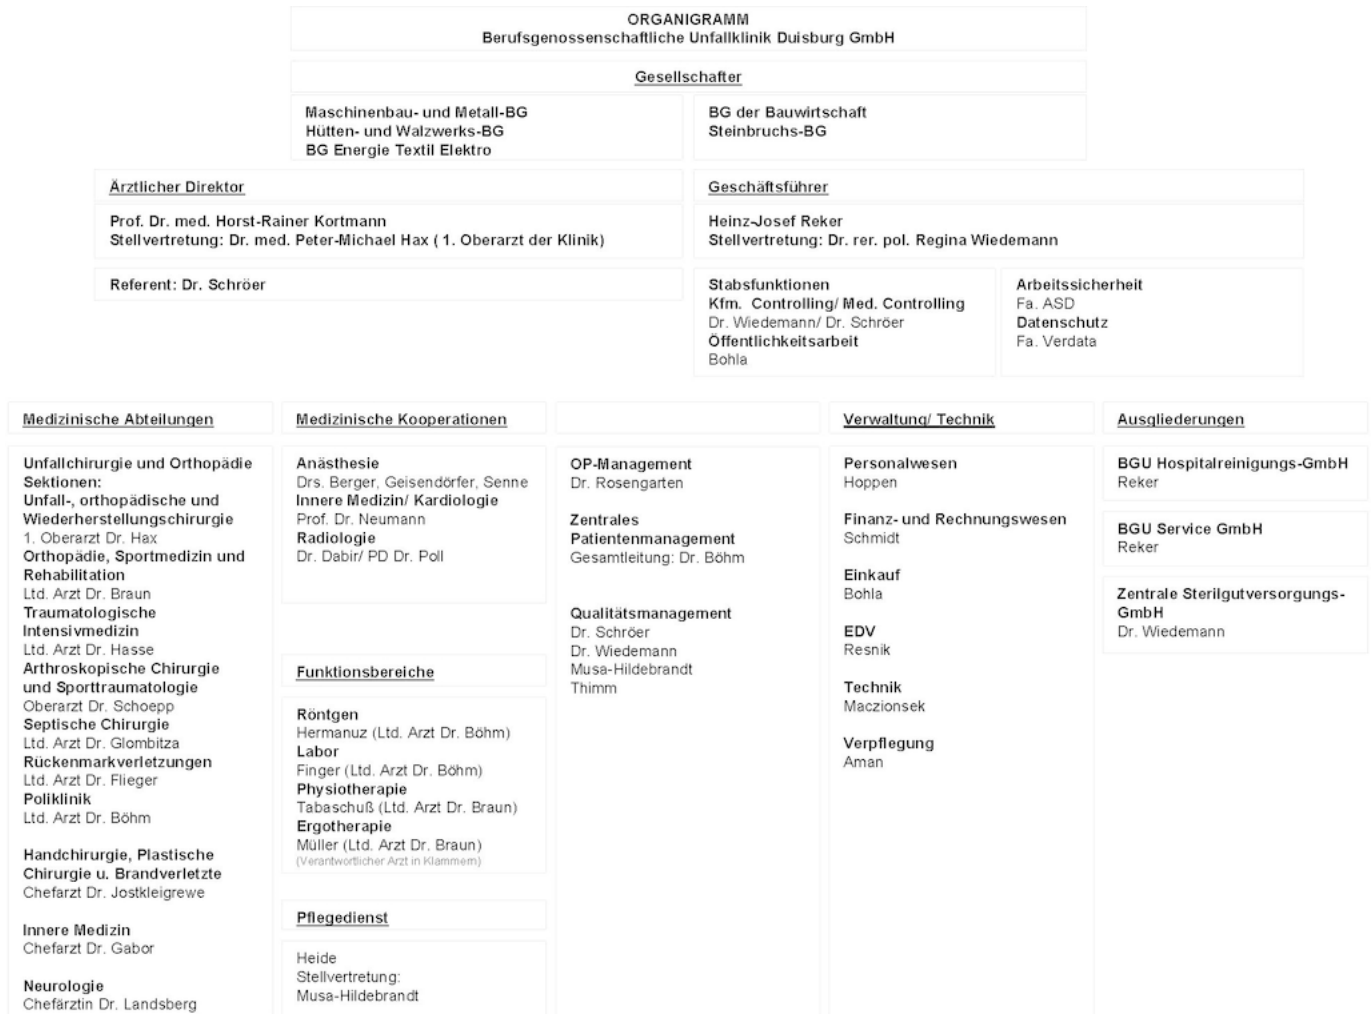 ORGANIGRAMM
Berufsgenossenschaftliche Unfallklinik Duisburg GmbH
Gesellschafter
Maschinenbau- und Metall-BG
Hütten- und Walzwerks-BG
BG Energie Textil Elektro
BG der Bauwirtschaft
Steinbruchs-BG
Ärztlicher Direktor
Prof. Dr. med. Horst-Rainer Kortmann
Stellvertretung: Dr. med. Peter-Michael Hax ( 1. Oberarzt der Klinik)
Referent: Dr. Schröer
Geschäftsführer
Heinz-Josef Reker
Stellvertretung: Dr. rer. pol. Regina Wiedemann
Stabsfunktionen
Kfm. Controlling/ Med. Controlling
Dr. Wiedemann/ Dr. Schröer
Öffentlichkeitsarbeit
Bohla
Arbeitssicherheit
Fa. ASD
Datenschutz
Fa. Verdata
Medizinische Abteilungen
Unfallchirurgie und Orthopädie
Sektionen:
Unfall-, orthopädische und
Wiederherstellungschirurgie
1. Oberarzt Dr. Hax
Orthopädie, Sportmedizin und
Rehabilitation
Ltd. Arzt Dr. Braun
Traumatologische
Intensivmedizin
Ltd. Arzt Dr. Hasse
Arthroskopische Chirurgie
und Sporttraumatologie
Oberarzt Dr. Schoepp
Septische Chirurgie
Ltd. Arzt Dr. Glombitza
Rückenmarkverletzungen
Ltd. Arzt Dr. Flieger
Poliklinik
Ltd. Arzt Dr. Böhm
Handchirurgie, Plastische
Chirurgie u. Brandverletzte
Chefarzt Dr. Jostkleigrewe
Innere Medizin
Chefarzt Dr. Gabor
Neurologie
Chefärztin Dr. Landsberg
Medizinische Kooperationen
Anästhesie
Drs. Berger, Geisendörfer, Senne
Innere Medizin/ Kardiologie
Prof. Dr. Neumann
Radiologie
Dr. Dabir/ PD Dr. Poll
Funktionsbereiche
Röntgen
Hermanuz (Ltd. Arzt Dr. Böhm)
Labor
Finger (Ltd. Arzt Dr. Böhm)
Physiotherapie
Tabaschuß (Ltd. Arzt Dr. Braun)
Ergotherapie
Müller (Ltd. Arzt Dr. Braun)
(Verantwortlicher Arzt in Klammern)
Pflegedienst
Heide
Stellvertretung:
Musa-Hildebrandt
OP-Management
Dr. Rosengarten
Zentrales
Patientenmanagement
Gesamtleitung: Dr. Böhm
Qualitätsmanagement
Dr. Schröer
Dr. Wiedemann
Musa-Hildebrandt
Thimm
Verwaltung/ Technik
Personalwesen
Hoppen
Finanz- und Rechnungswesen
Schmidt
Einkauf
Bohla
EDV
Resnik
Technik
Maczionsek
Verpflegung
Aman
Ausgliederungen
BGU Hospitalreinigungs-GmbH
Reker
BGU Service GmbH
Reker
Zentrale Sterilgutversorgungs-
GmbH
Dr. Wiedemann